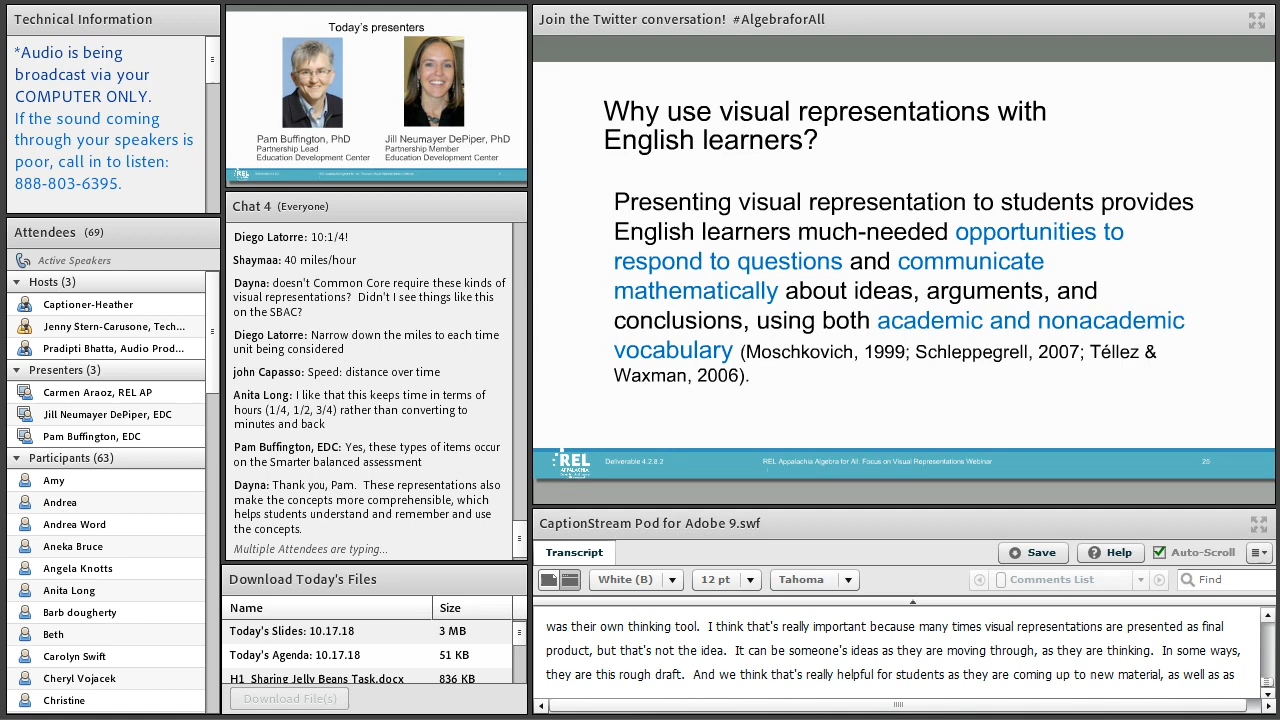 Technical Information
*Audio is being
broadcast via your
COMPUTER ONLY.
If the sound coming
through your speakers is
poor, call in to listen:
888-803-6395.
Attendees (69)
Active Speakers
Hosts (3)
Captioner-Heather
Jenny Stern-Carusone, Tech...
Pradipti Bhatta, Audio Prod...
Presenters (3)
Carmen Araoz, REL AP
Jill Neumayer DePiper, EDC
Pam Buffington, EDC
Participants (63)
Amy
Andrea
Andrea Word
Aneka Bruce
Angela Knotts
Anita Long
Barb dougherty
Beth
Carolyn Swift
Cheryl Vojacek
Christine
Today's presenters
Pam Buffington, PhD
Partnership Lead
Education Development Center
Jill Neumayer DePiper, PhD
Partnership Member
Education Development Center
REL
Chat 4 (Everyone)
Diego Latorre: 10:1/4!
Shaymaa: 40 miles/hour
Dayna: doesn't Common Core require these kinds of
visual representations? Didn't I see things like this
on the SBAC?
Diego Latorre: Narrow down the miles to each time
unit being considered
john Capasso: Speed: distance over time
Anita Long: I like that this keeps time in terms of
hours (1/4, 1/2, 3/4) rather than converting to
minutes and back
Pam Buffington, EDC: Yes, these types of items occur
on the Smarter balanced assessment
Dayna: Thank you, Pam. These representations also
make the concepts more comprehensible, which
helps students understand and remember and use
the concepts.
Multiple Attendees are typing...
Download Today's Files
Name Size
Today's Slides: 10.17.18 3 MB
Today's Agenda: 10.17.18 51 KB
H1_Sharing Jelly Beans Task.docx 836 KB
Download File(s)
Join the Twitter conversation! #AlgebraforAll
Why use visual representations with
English learners?
Presenting visual representation to students provides
English learners much-needed opportunities to
respond to questions and communicate
mathematically about ideas, arguments, and
conclusions, using both academic and nonacademic
vocabulary (Moschkovich, 1999; Schleppegrell, 2007; Téllez &
Waxman, 2006).
REL
APPALACHIA
Deliverable 4.2.8.2
REL Appalachia Algebra for All: Focus on Visual Representations Webinar
25
CaptionStream Pod for Adobe 9.swf
Transcript Save Help Auto-Scroll
White (B) 12 pt Tahoma Comments List Find
was their own thinking tool. I think that's really important because many times visual representations are presented as final
product, but that's not the idea. It can be someone's ideas as they are moving through, as they are thinking. In some ways,
they are this rough draft. And we think that's really helpful for students as they are coming up to new material, as well as as